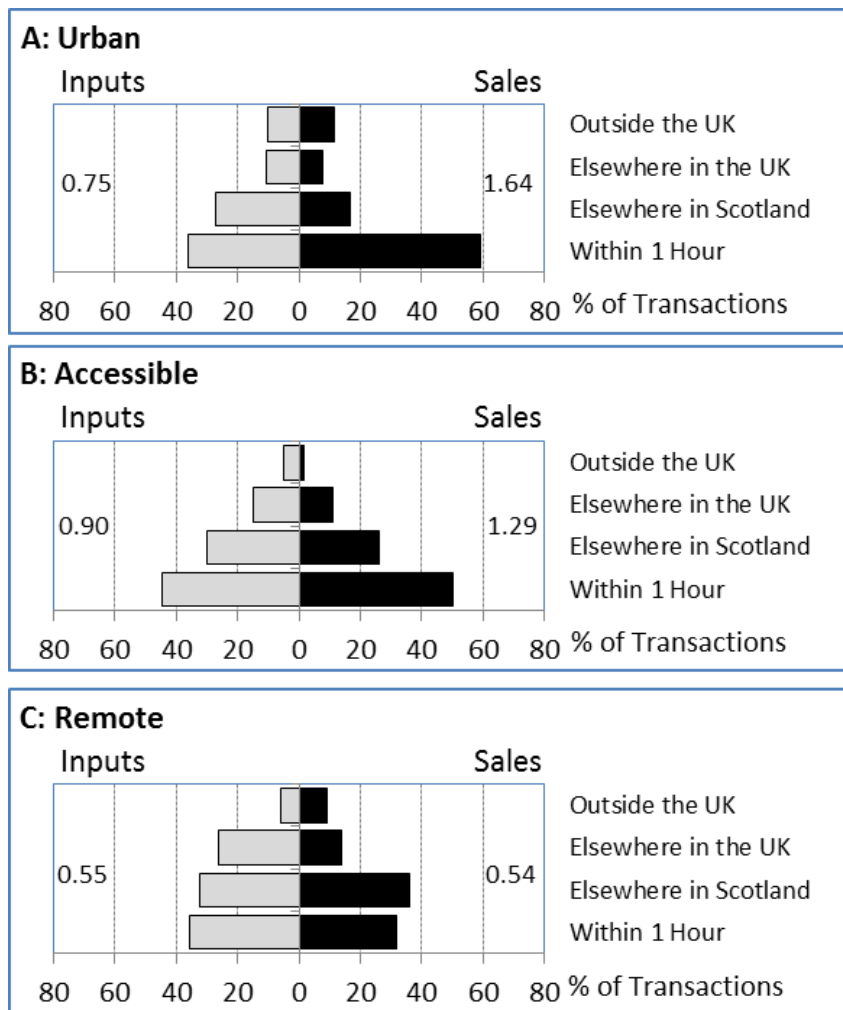 A: Urban
Inputs Sales
Outside the UK
Elsewhere in the UK
0.75 1.64
Elsewhere in Scotland
Within 1 Hour
80 60 40 20 0 20 40 60 80 % of Transactions
B: Accessible
Inputs Sales
Outside the UK
Elsewhere in the UK
0.90 1.29
Elsewhere in Scotland
Within 1 Hour
80 60 40 20 0 20 40 60 80 % of Transactions
C: Remote
Inputs Sales
Outside the UK
Elsewhere in the UK
0.55 0.54
Elsewhere in Scotland
Within 1 Hour
80 60 40 20 0 20 40 60 80 % of Transactions